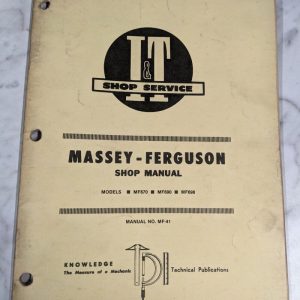 I&T
SHOP SERVICE
MASSEY-FERGUSON
SHOP MANUAL
MODELS ■ MF670 ■ MF690 ■ MF698
MANUAL NO. MF-41
KNOWLEDGE
The Measure of a Mechanic
Technical Publications